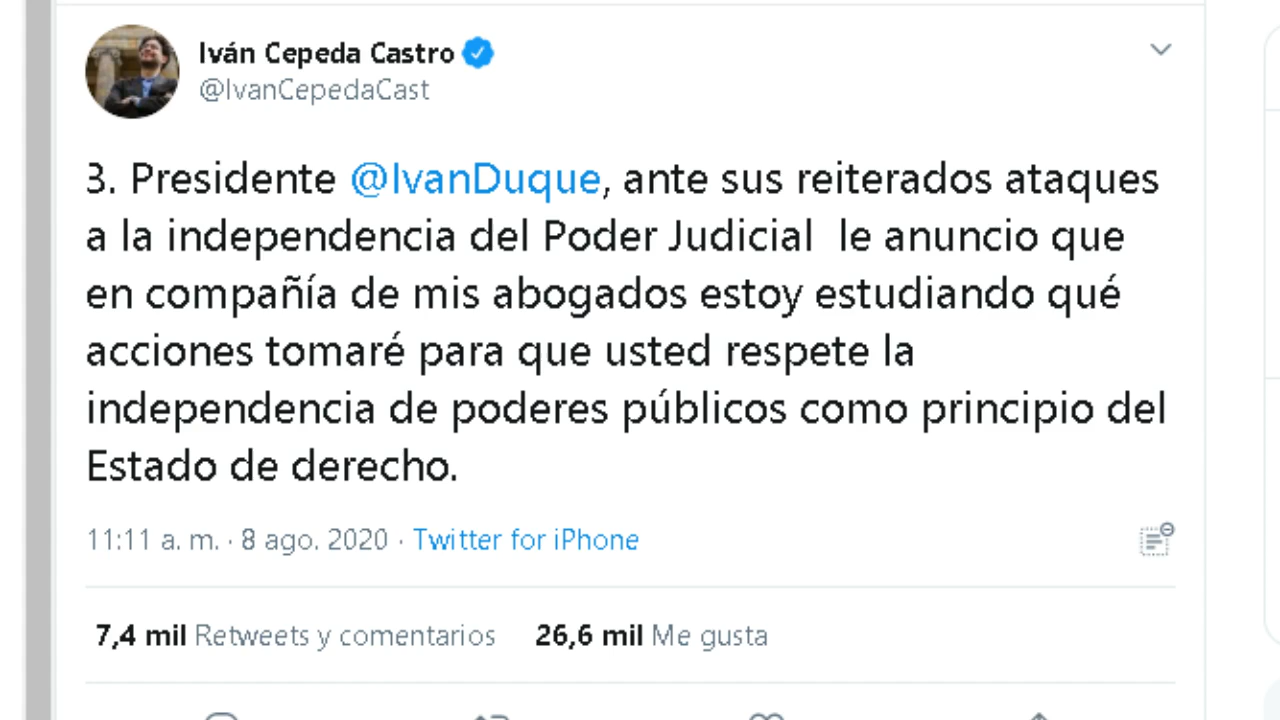 Iván Cepeda Castro
@IvanCepedaCast
3. Presidente @IvanDuque, ante sus reiterados ataques
a la independencia del Poder Judicial  le anuncio que
en compañía de mis abogados estoy estudiando qué
acciones tomaré para que usted respete la
independencia de poderes públicos como principio del
Estado de derecho.
11:11 a. m. · 8 ago. 2020 · Twitter for iPhone
7,4 mil Retweets y comentarios 26,6 mil Me gusta